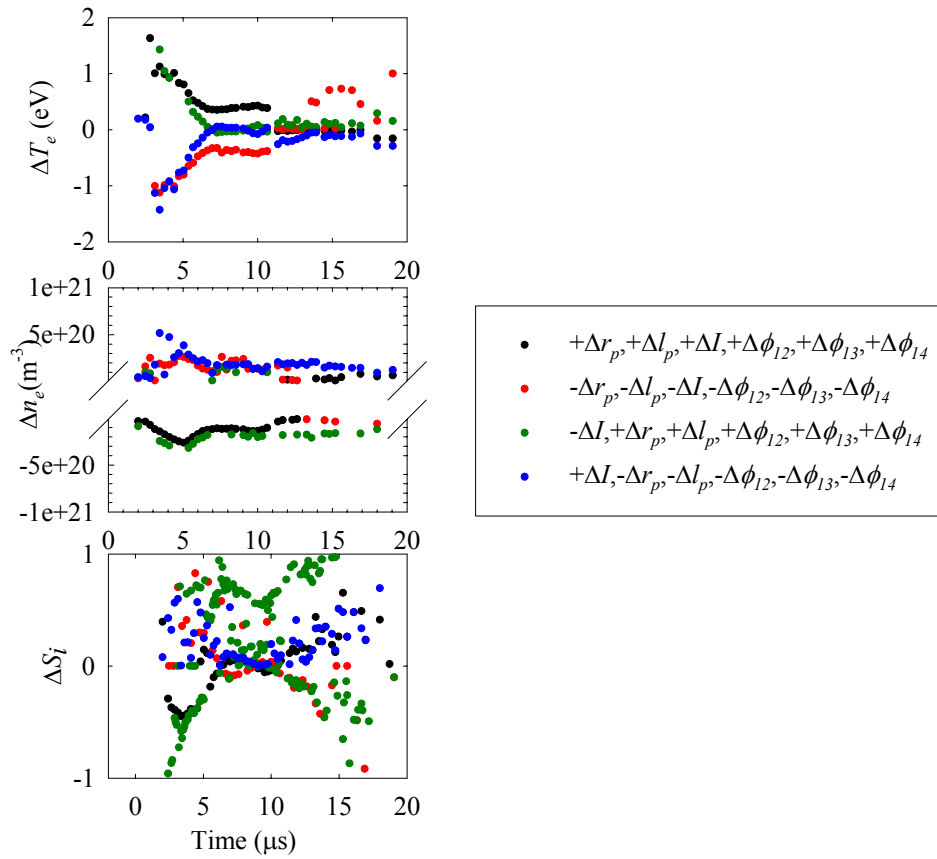 2
1
0
-1
-2
ΔTe (eV)
0 5 10 15 20
1e+21
5e+20
-5e+20
-1e+21
Δne(m-3)
0 5 10 15 20
1
0
-1
ΔSi
0 5 10 15 20
Time (μs)
+Δrp,+Δlp,+ΔI,+Δϕ12,+Δϕ13,+Δϕ14
-Δrp,-Δlp,-ΔI,-Δϕ12,-Δϕ13,-Δϕ14
-ΔI,+Δrp,+Δlp,+Δϕ12,+Δϕ13,+Δϕ14
+ΔI,-Δrp,-Δlp,-Δϕ12,-Δϕ13,-Δϕ14